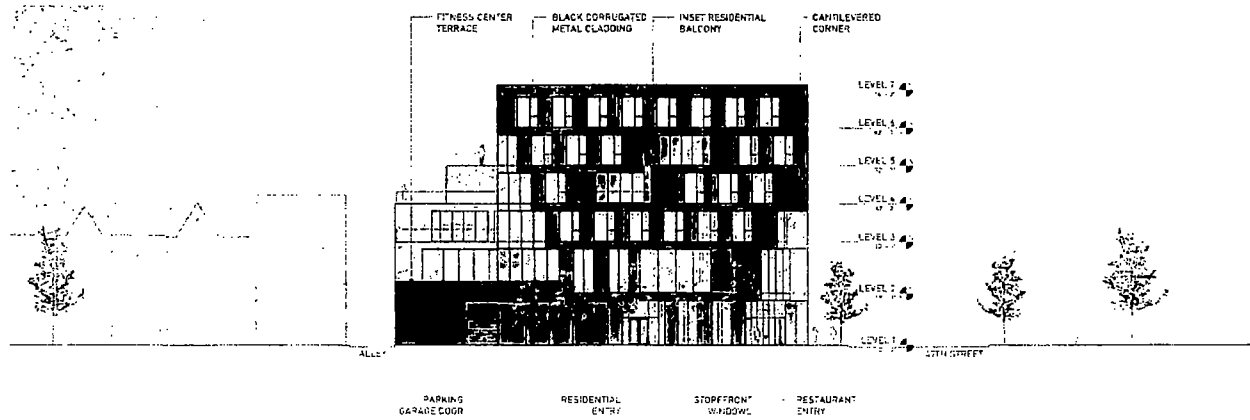 FITNESS CENTER
TERRACE
BLACK CORRUGATED
METAL CLADDING
INSET RESIDENTIAL
BALCONY
CANTILEVERED
CORNER
LEVEL 7
LEVEL 6
LEVEL 5
LEVEL 4
LEVEL 3
LEVEL 2
LEVEL 1
ALLEY
STREET
PARKING
GARAGE DOOR
RESIDENTIAL
ENTRY
STOREFRONT
WINDOWS
RESTAURANT
ENTRY